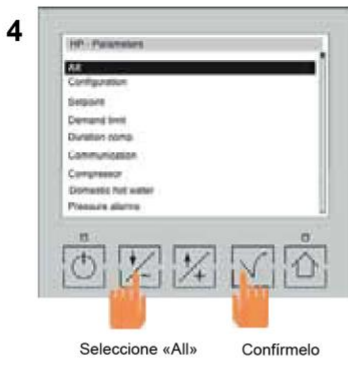 4
HP - Parameters
All
Configuration
Setpoint
Demand limit
Duration comp.
Communication
Compressor
Domestic hot water
Pressure alarms
Seleccione «All»
Confírmelo